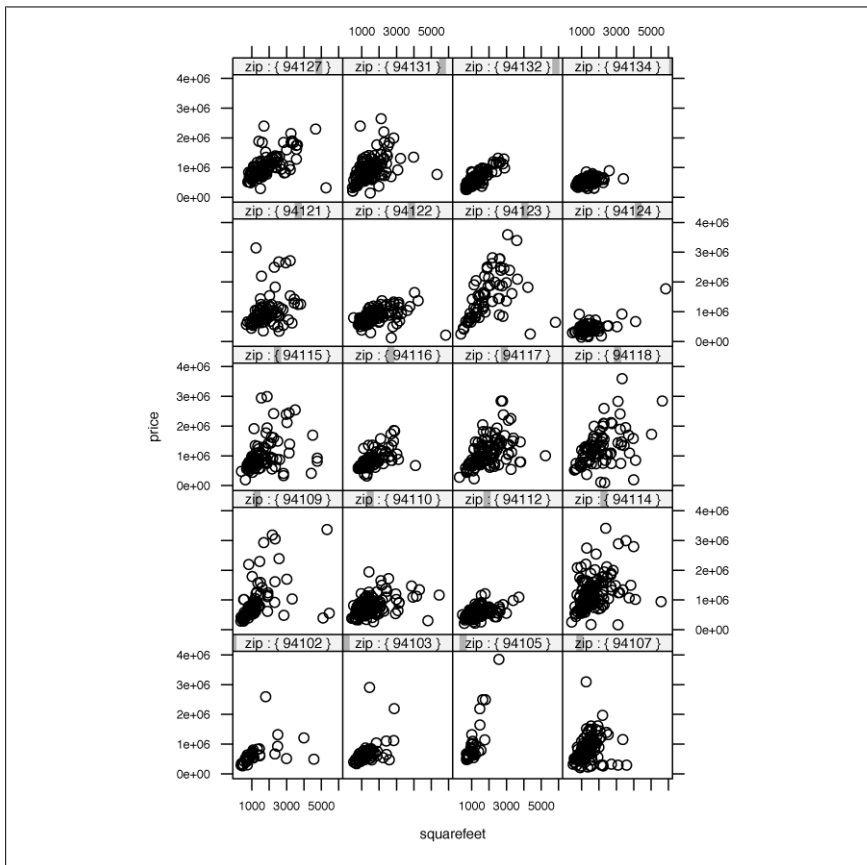 1000 3000 5000
zip : { 94127 } zip : { 94131 } zip : { 94132 } zip : { 94134 }
4e+06
3e+06
2e+06
1e+06
0e+00
zip : { 94121 } zip : { 94122 } zip : { 94123 } zip : { 94124 }
4e+06
3e+06
2e+06
1e+06
0e+00
zip : { 94115 } zip : { 94116 } zip : { 94117 } zip : { 94118 }
4e+06
3e+06
2e+06
1e+06
0e+00
price
zip : { 94109 } zip : { 94110 } zip : { 94112 } zip : { 94114 }
4e+06
3e+06
2e+06
1e+06
0e+00
zip : { 94102 } zip : { 94103 } zip : { 94105 } zip : { 94107 }
4e+06
3e+06
2e+06
1e+06
0e+00
1000 3000 5000 1000 3000 5000
squarefeet